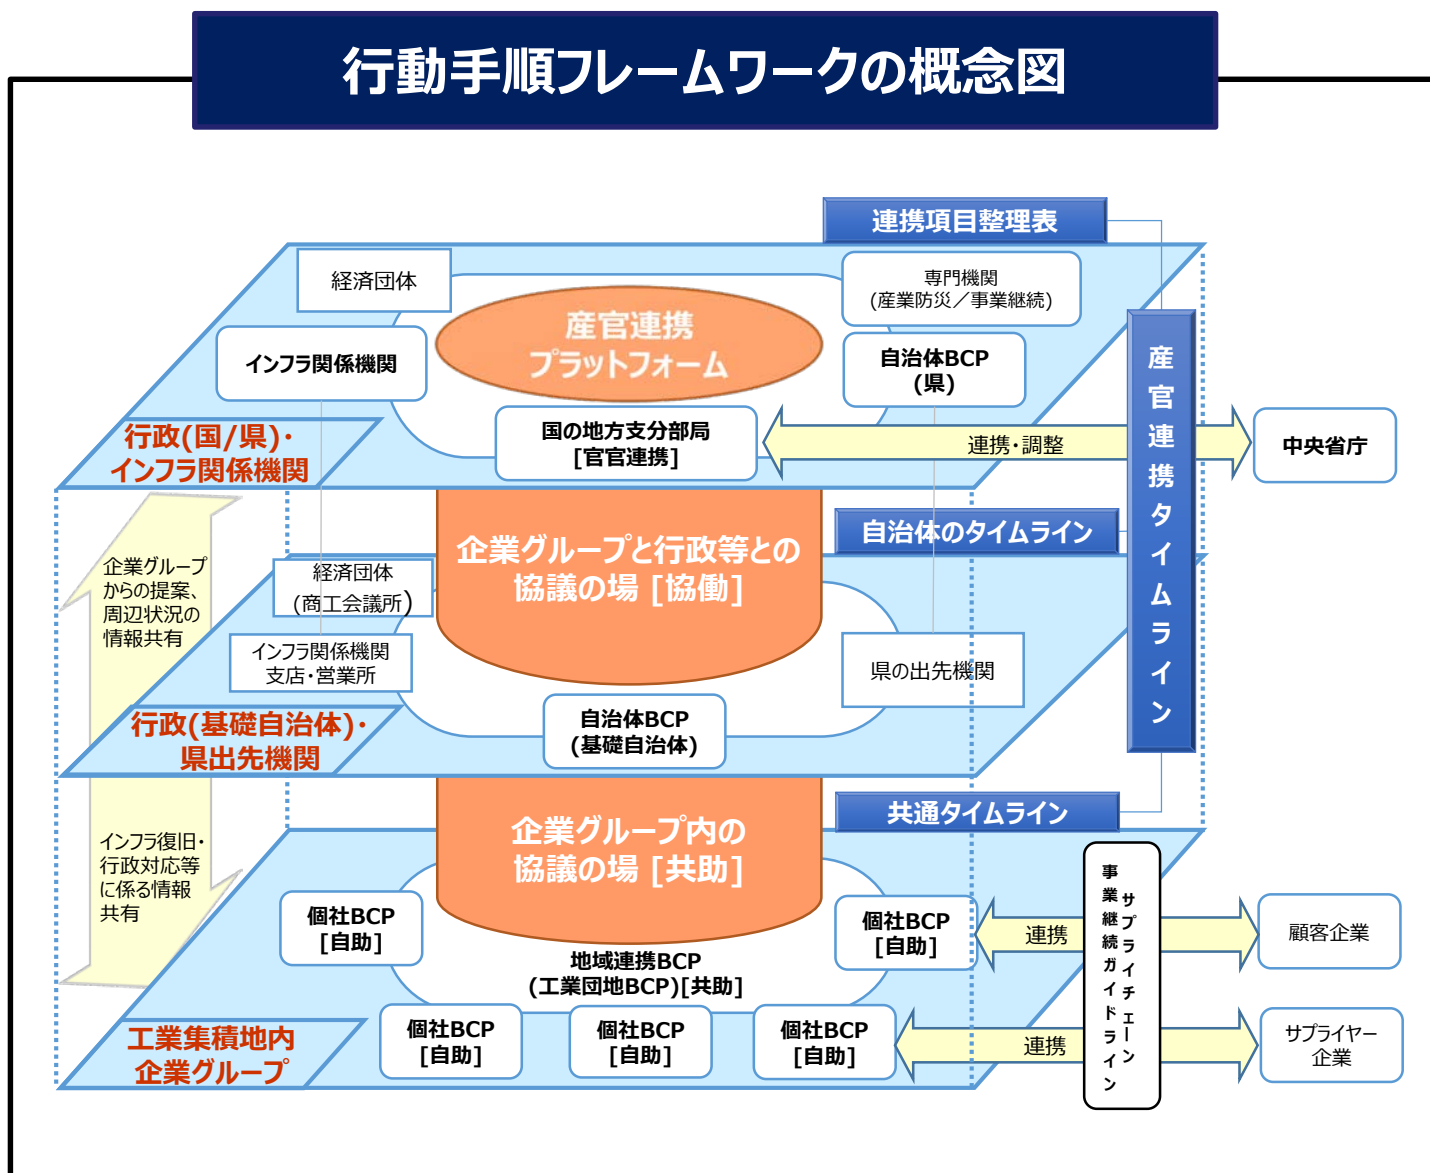 行動手順フレームワークの概念図
連携項目整理表
経済団体
専門機関
(産業防災／事業継続)
産官連携
プラットフォーム
インフラ関係機関
自治体BCP
(県)
産官連携タイムライン
行政(国/県)・
インフラ関係機関
国の地方支分部局
[官官連携]
連携・調整
中央省庁
企業グループと行政等との
協議の場 [協働]
自治体のタイムライン
企業グループ
からの提案、
周辺状況の
情報共有
経済団体
(商工会議所)
インフラ関係機関
支店・営業所
県の出先機関
行政(基礎自治体)・
県出先機関
自治体BCP
(基礎自治体)
共通タイムライン
企業グループ内の
協議の場 [共助]
インフラ復旧・
行政対応等
に係る情報
共有
個社BCP
[自助]
個社BCP
[自助]
連携
サプライチェーン
事業継続ガイドライン
顧客企業
地域連携BCP
(工業団地BCP)[共助]
工業集積地内
企業グループ
個社BCP
[自助]
個社BCP
[自助]
個社BCP
[自助]
連携
サプライヤー
企業